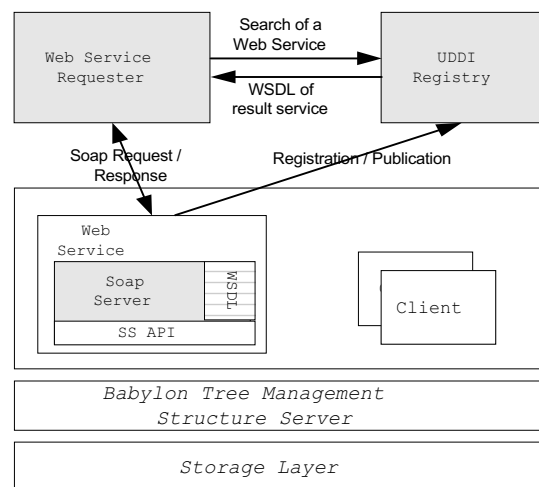 Search of a
Web Service
Web Service
Requester
UDDI
Registry
WSDL of
result service
Soap Request /
Response
Registration / Publication
Web
Service
Soap
Server
WSDL
SS API
Client
Babylon Tree Management
Structure Server
Storage Layer